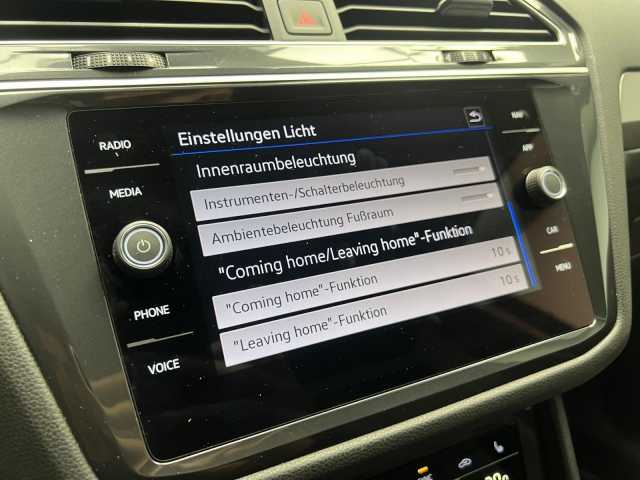 RADIO
MEDIA
PHONE
VOICE
Einstellungen Licht
Innenraumbeleuchtung
Instrumenten-/Schalterbeleuchtung
Ambientebeleuchtung Fußraum
"Coming home/Leaving home"-Funktion
"Coming home"-Funktion 10 s
"Leaving home"-Funktion 10 s
NAV
APP
CAR
MENU